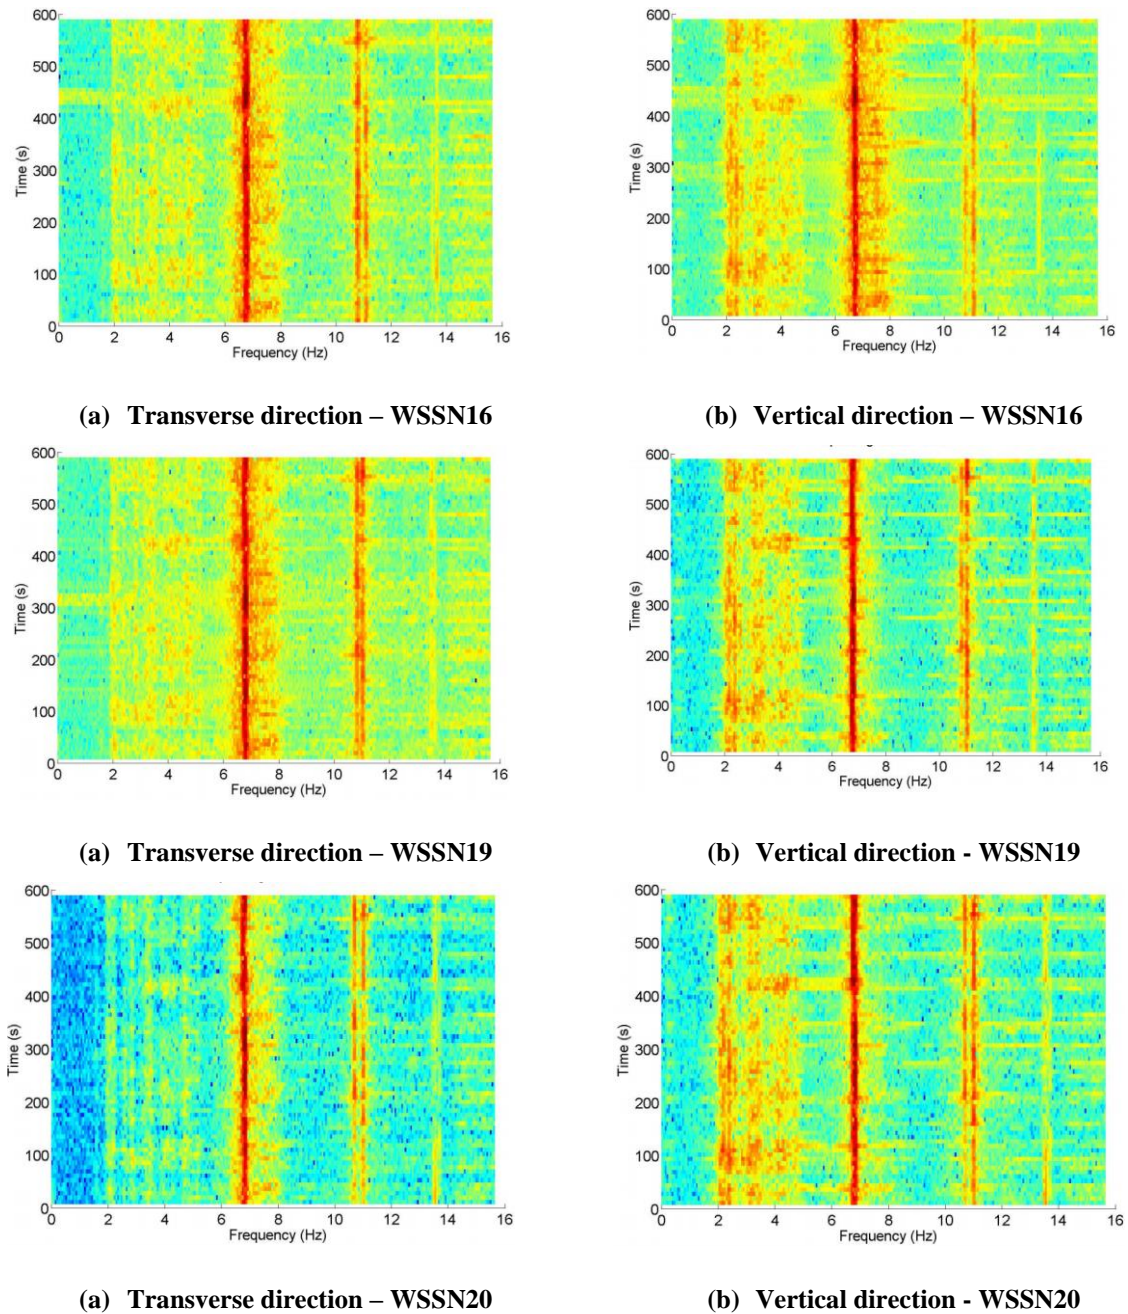 600
500
400
300
200
100
0
Time (s)
0 2 4 6 8 10 12 14 16
Frequency (Hz)
600
500
400
300
200
100
0
Time (s)
0 2 4 6 8 10 12 14 16
Frequency (Hz)
(a) Transverse direction – WSSN16
(b) Vertical direction – WSSN16
600
500
400
300
200
100
0
Time (s)
0 2 4 6 8 10 12 14 16
Frequency (Hz)
600
500
400
300
200
100
0
Time (s)
0 2 4 6 8 10 12 14 16
Frequency (Hz)
(a) Transverse direction – WSSN19
(b) Vertical direction - WSSN19
600
500
400
300
200
100
0
Time (s)
0 2 4 6 8 10 12 14 16
Frequency (Hz)
600
500
400
300
200
100
0
Time (s)
0 2 4 6 8 10 12 14 16
Frequency (Hz)
(a) Transverse direction – WSSN20
(b) Vertical direction - WSSN20